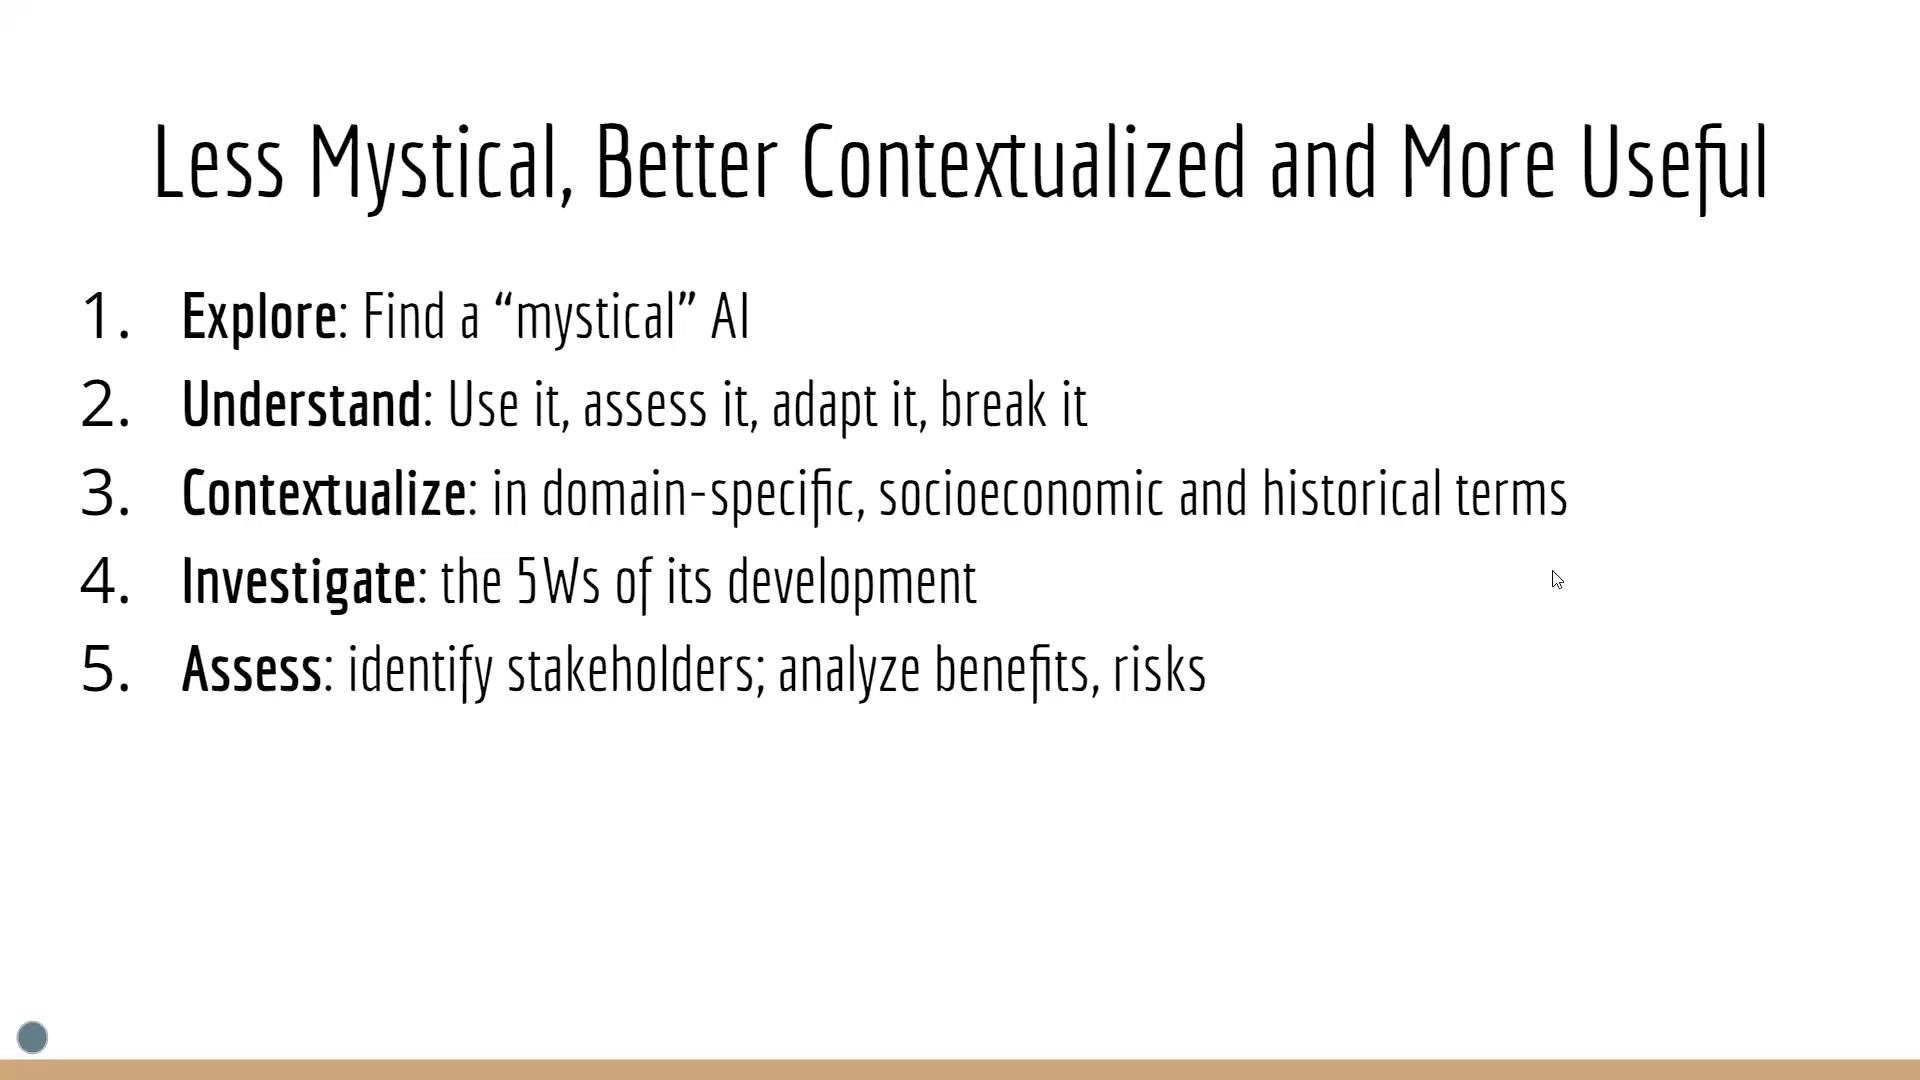 Less Mystical, Better Contextualized and More Useful
1. Explore: Find a “mystical” AI
2. Understand: Use it, assess it, adapt it, break it
3. Contextualize: in domain-specific, socioeconomic and historical terms
4. Investigate: the 5Ws of its development
5. Assess: identify stakeholders; analyze benefits, risks